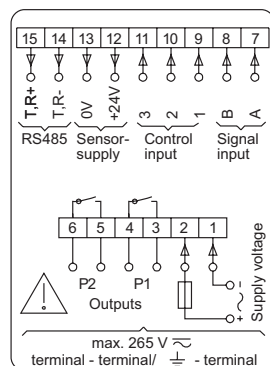 15 14 13 12 11 10 9 8 7
T,R+ T,R- 0V +24V 3 2 1 B A
RS485 Sensor- Control Signal
supply input input
6 5 4 3 2 1
P2 P1
Outputs
- +
Supply voltage
max. 265 V
terminal - terminal/ - terminal